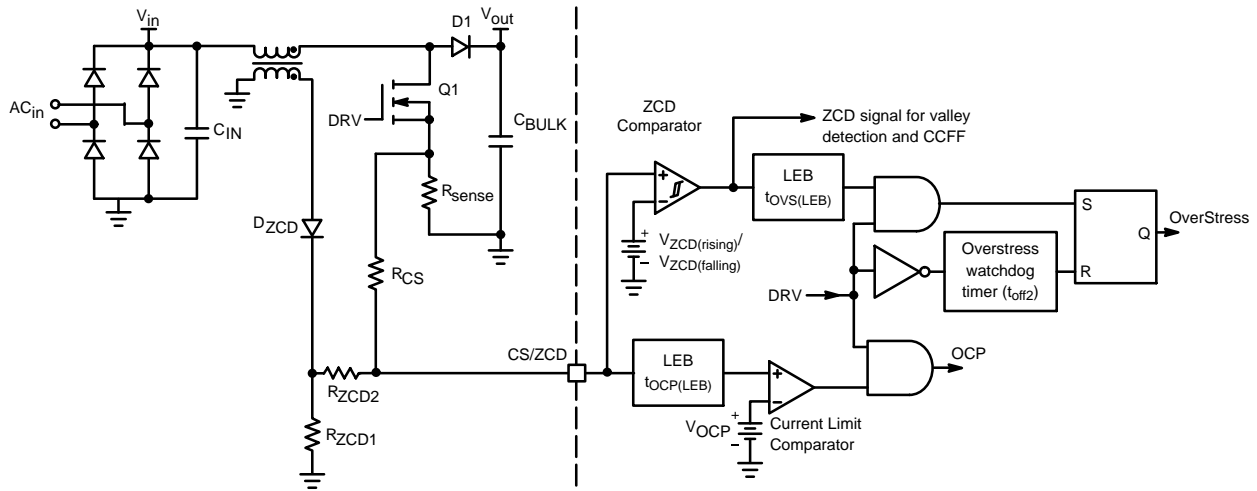 Vin
D1
Vout
ACin
CIN
DRV
Q1
CBULK
Rsense
DZCD
RCS
CS/ZCD
RZCD2
RZCD1
ZCD
Comparator
ZCD signal for valley
detection and CCFF
+
−
LEB
tOVS(LEB)
+
−
VZCD(rising)/
VZCD(falling)
S
Q
R
OverStress
Overstress
watchdog
timer (toff2)
DRV
LEB
tOCP(LEB)
+
−
OCP
VOCP
+
−
Current Limit
Comparator